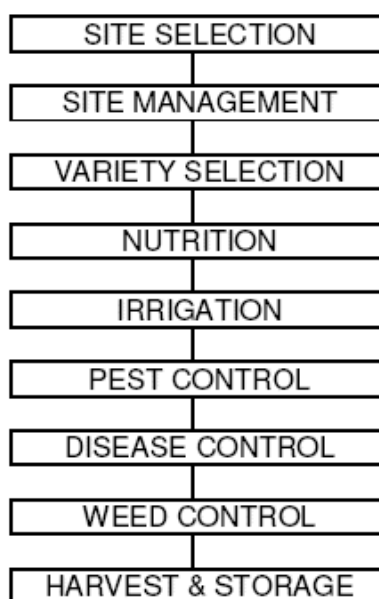 SITE SELECTION
SITE MANAGEMENT
VARIETY SELECTION
NUTRITION
IRRIGATION
PEST CONTROL
DISEASE CONTROL
WEED CONTROL
HARVEST & STORAGE